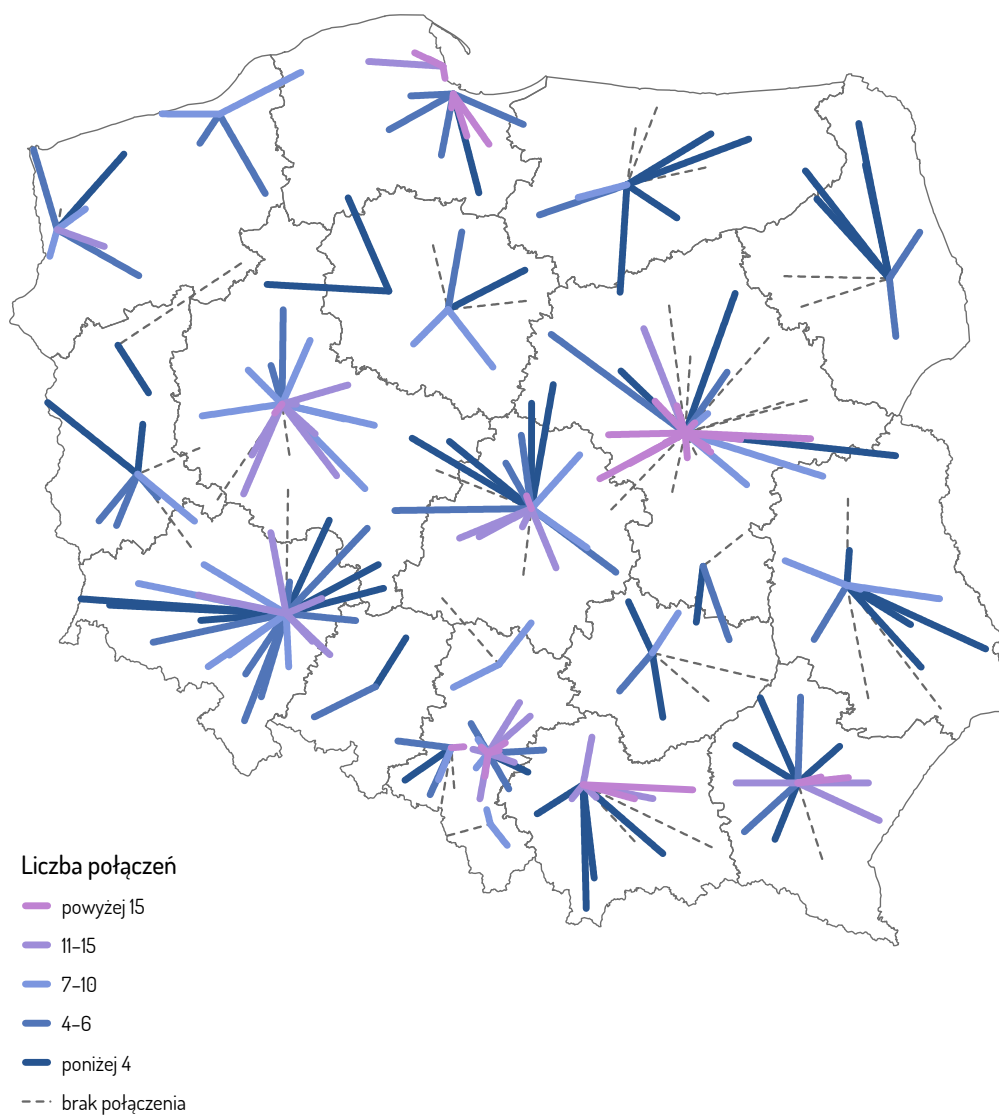 Liczba połączeń
powyżej 15
11–15
7–10
4–6
poniżej 4
brak połączenia